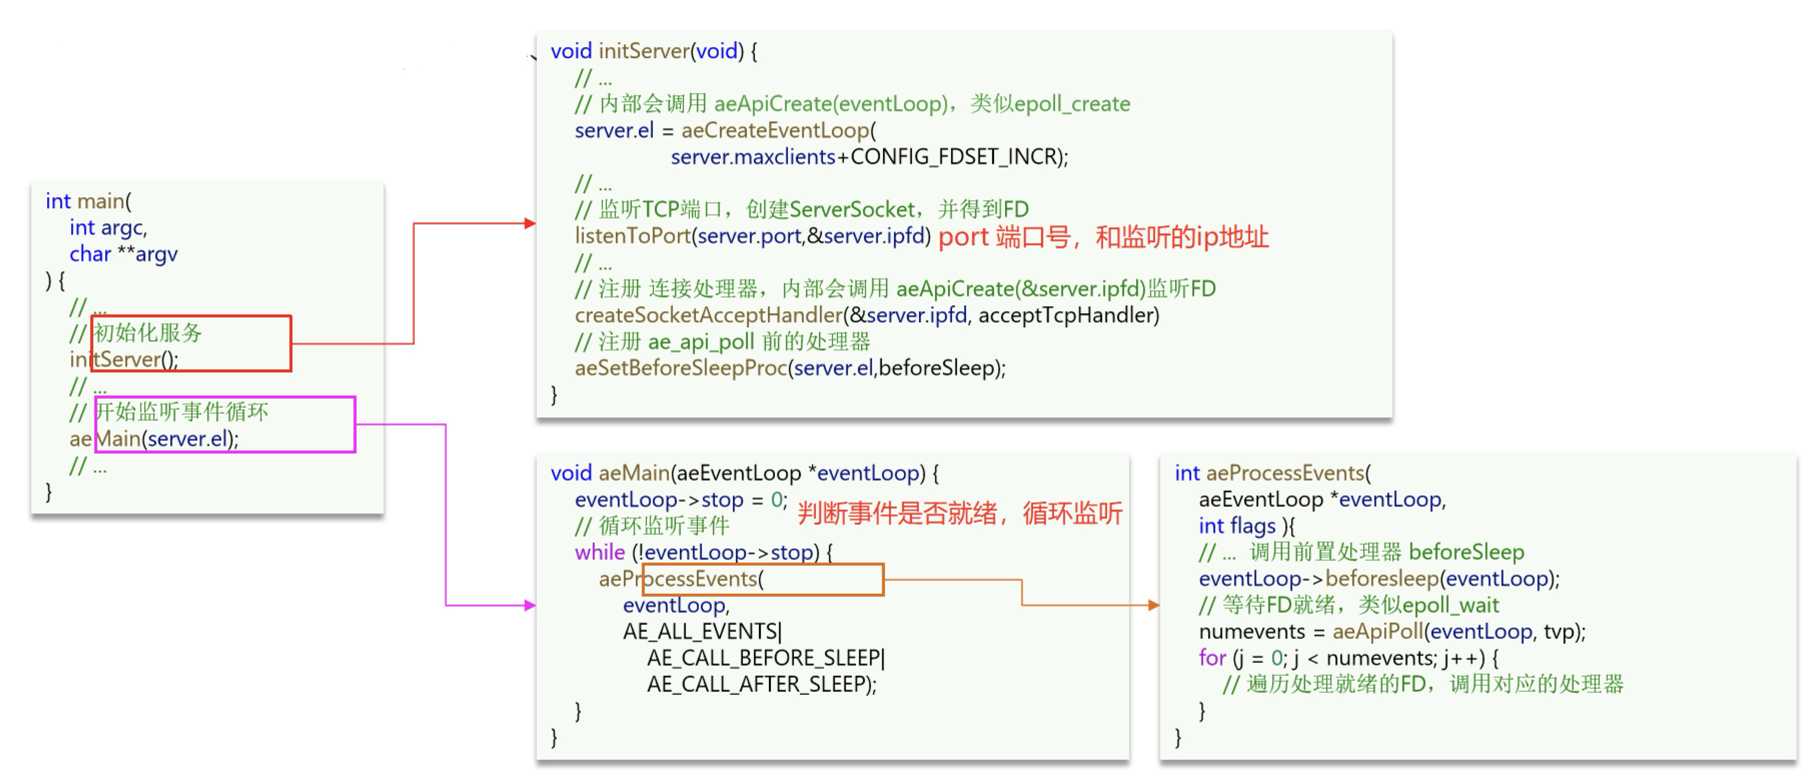 int main(
int argc,
char **argv
) {
// ...
// 初始化服务
initServer();
// ...
// 开始监听事件循环
aeMain(server.el);
// ...
}
void initServer(void) {
// ...
// 内部会调用 aeApiCreate(eventLoop)，类似epoll_create
server.el = aeCreateEventLoop(
server.maxclients+CONFIG_FDSET_INCR);
// ...
// 监听TCP端口，创建ServerSocket，并得到FD
listenToPort(server.port,&server.ipfd) port 端口号，和监听的ip地址
// ...
// 注册 连接处理器，内部会调用 aeApiCreate(&server.ipfd)监听FD
createSocketAcceptHandler(&server.ipfd, acceptTcpHandler)
// 注册 ae_api_poll 前的处理器
aeSetBeforeSleepProc(server.el,beforeSleep);
}
void aeMain(aeEventLoop *eventLoop) {
eventLoop->stop = 0;
判断事件是否就绪，循环监听
// 循环监听事件
while (!eventLoop->stop) {
aeProcessEvents(
eventLoop,
AE_ALL_EVENTS|
AE_CALL_BEFORE_SLEEP|
AE_CALL_AFTER_SLEEP);
}
}
int aeProcessEvents(
aeEventLoop *eventLoop,
int flags ){
// ... 调用前置处理器 beforeSleep
eventLoop->beforesleep(eventLoop);
// 等待FD就绪，类似epoll_wait
numevents = aeApiPoll(eventLoop, tvp);
for (j = 0; j < numevents; j++) {
// 遍历处理就绪的FD，调用对应的处理器
}
}